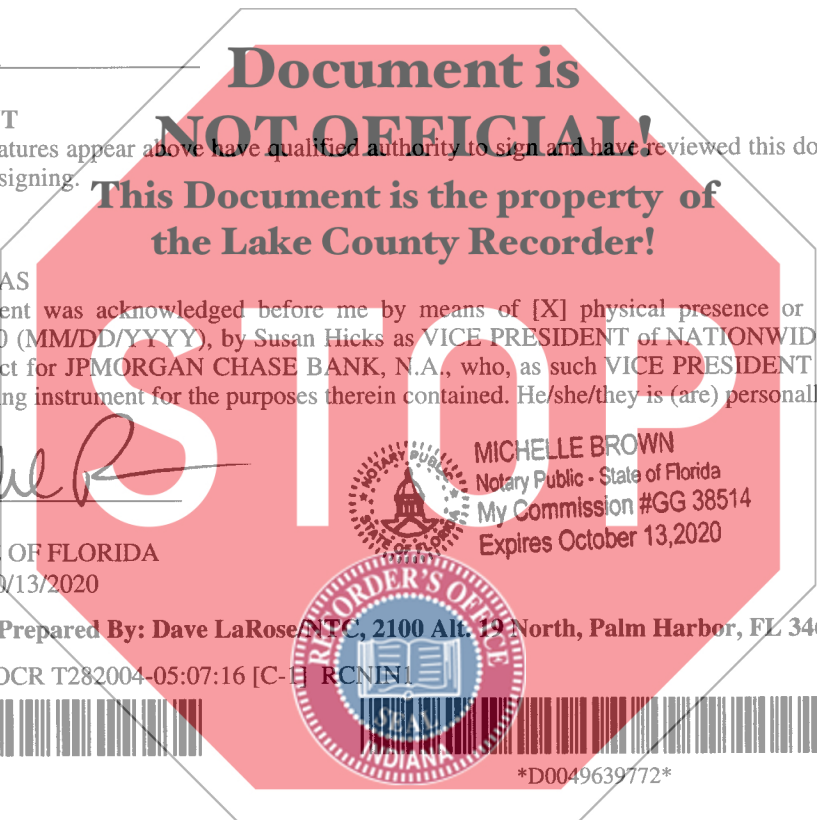 Document is
NOT OFFICIAL!
T
atures appear above have qualified authority to sign and have reviewed this do
signing.
This Document is the property of
the Lake County Recorder!
AS
ent was acknowledged before me by means of [X] physical presence or
0 (MM/DD/YYYY), by Susan Hicks as VICE PRESIDENT of NATIONWID
ct for JPMORGAN CHASE BANK, N.A., who, as such VICE PRESIDENT
ng instrument for the purposes therein contained. He/she/they is (are) personall
STOP
NOTARY PUBLIC
STATE OF FLORIDA
MICHELLE BROWN
Notary Public - State of Florida
My Commission #GG 38514
Expires October 13,2020
OF FLORIDA
0/13/2020
Prepared By: Dave LaRose/NTC, 2100 Alt. 19 North, Palm Harbor, FL 346
OCR T282004-05:07:16 [C-1] RCNIN1
RECORDER'S OFFICE
SEAL
INDIANA
*D0049639772*